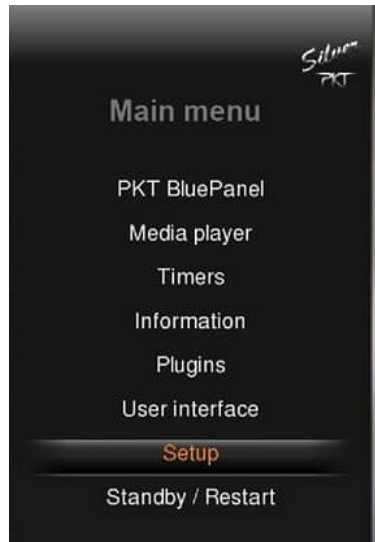 Silver
PKT
Main menu
PKT BluePanel
Media player
Timers
Information
Plugins
User interface
Setup
Standby / Restart